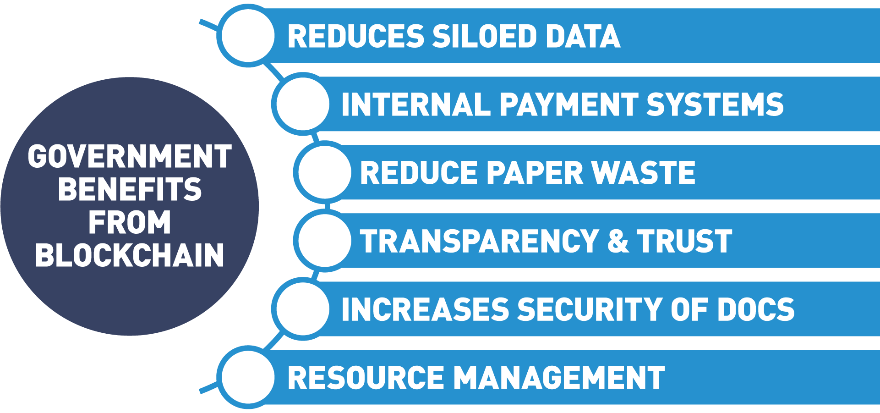 GOVERNMENT
BENEFITS
FROM
BLOCKCHAIN
REDUCES SILOED DATA
INTERNAL PAYMENT SYSTEMS
REDUCE PAPER WASTE
TRANSPARENCY & TRUST
INCREASES SECURITY OF DOCS
RESOURCE MANAGEMENT